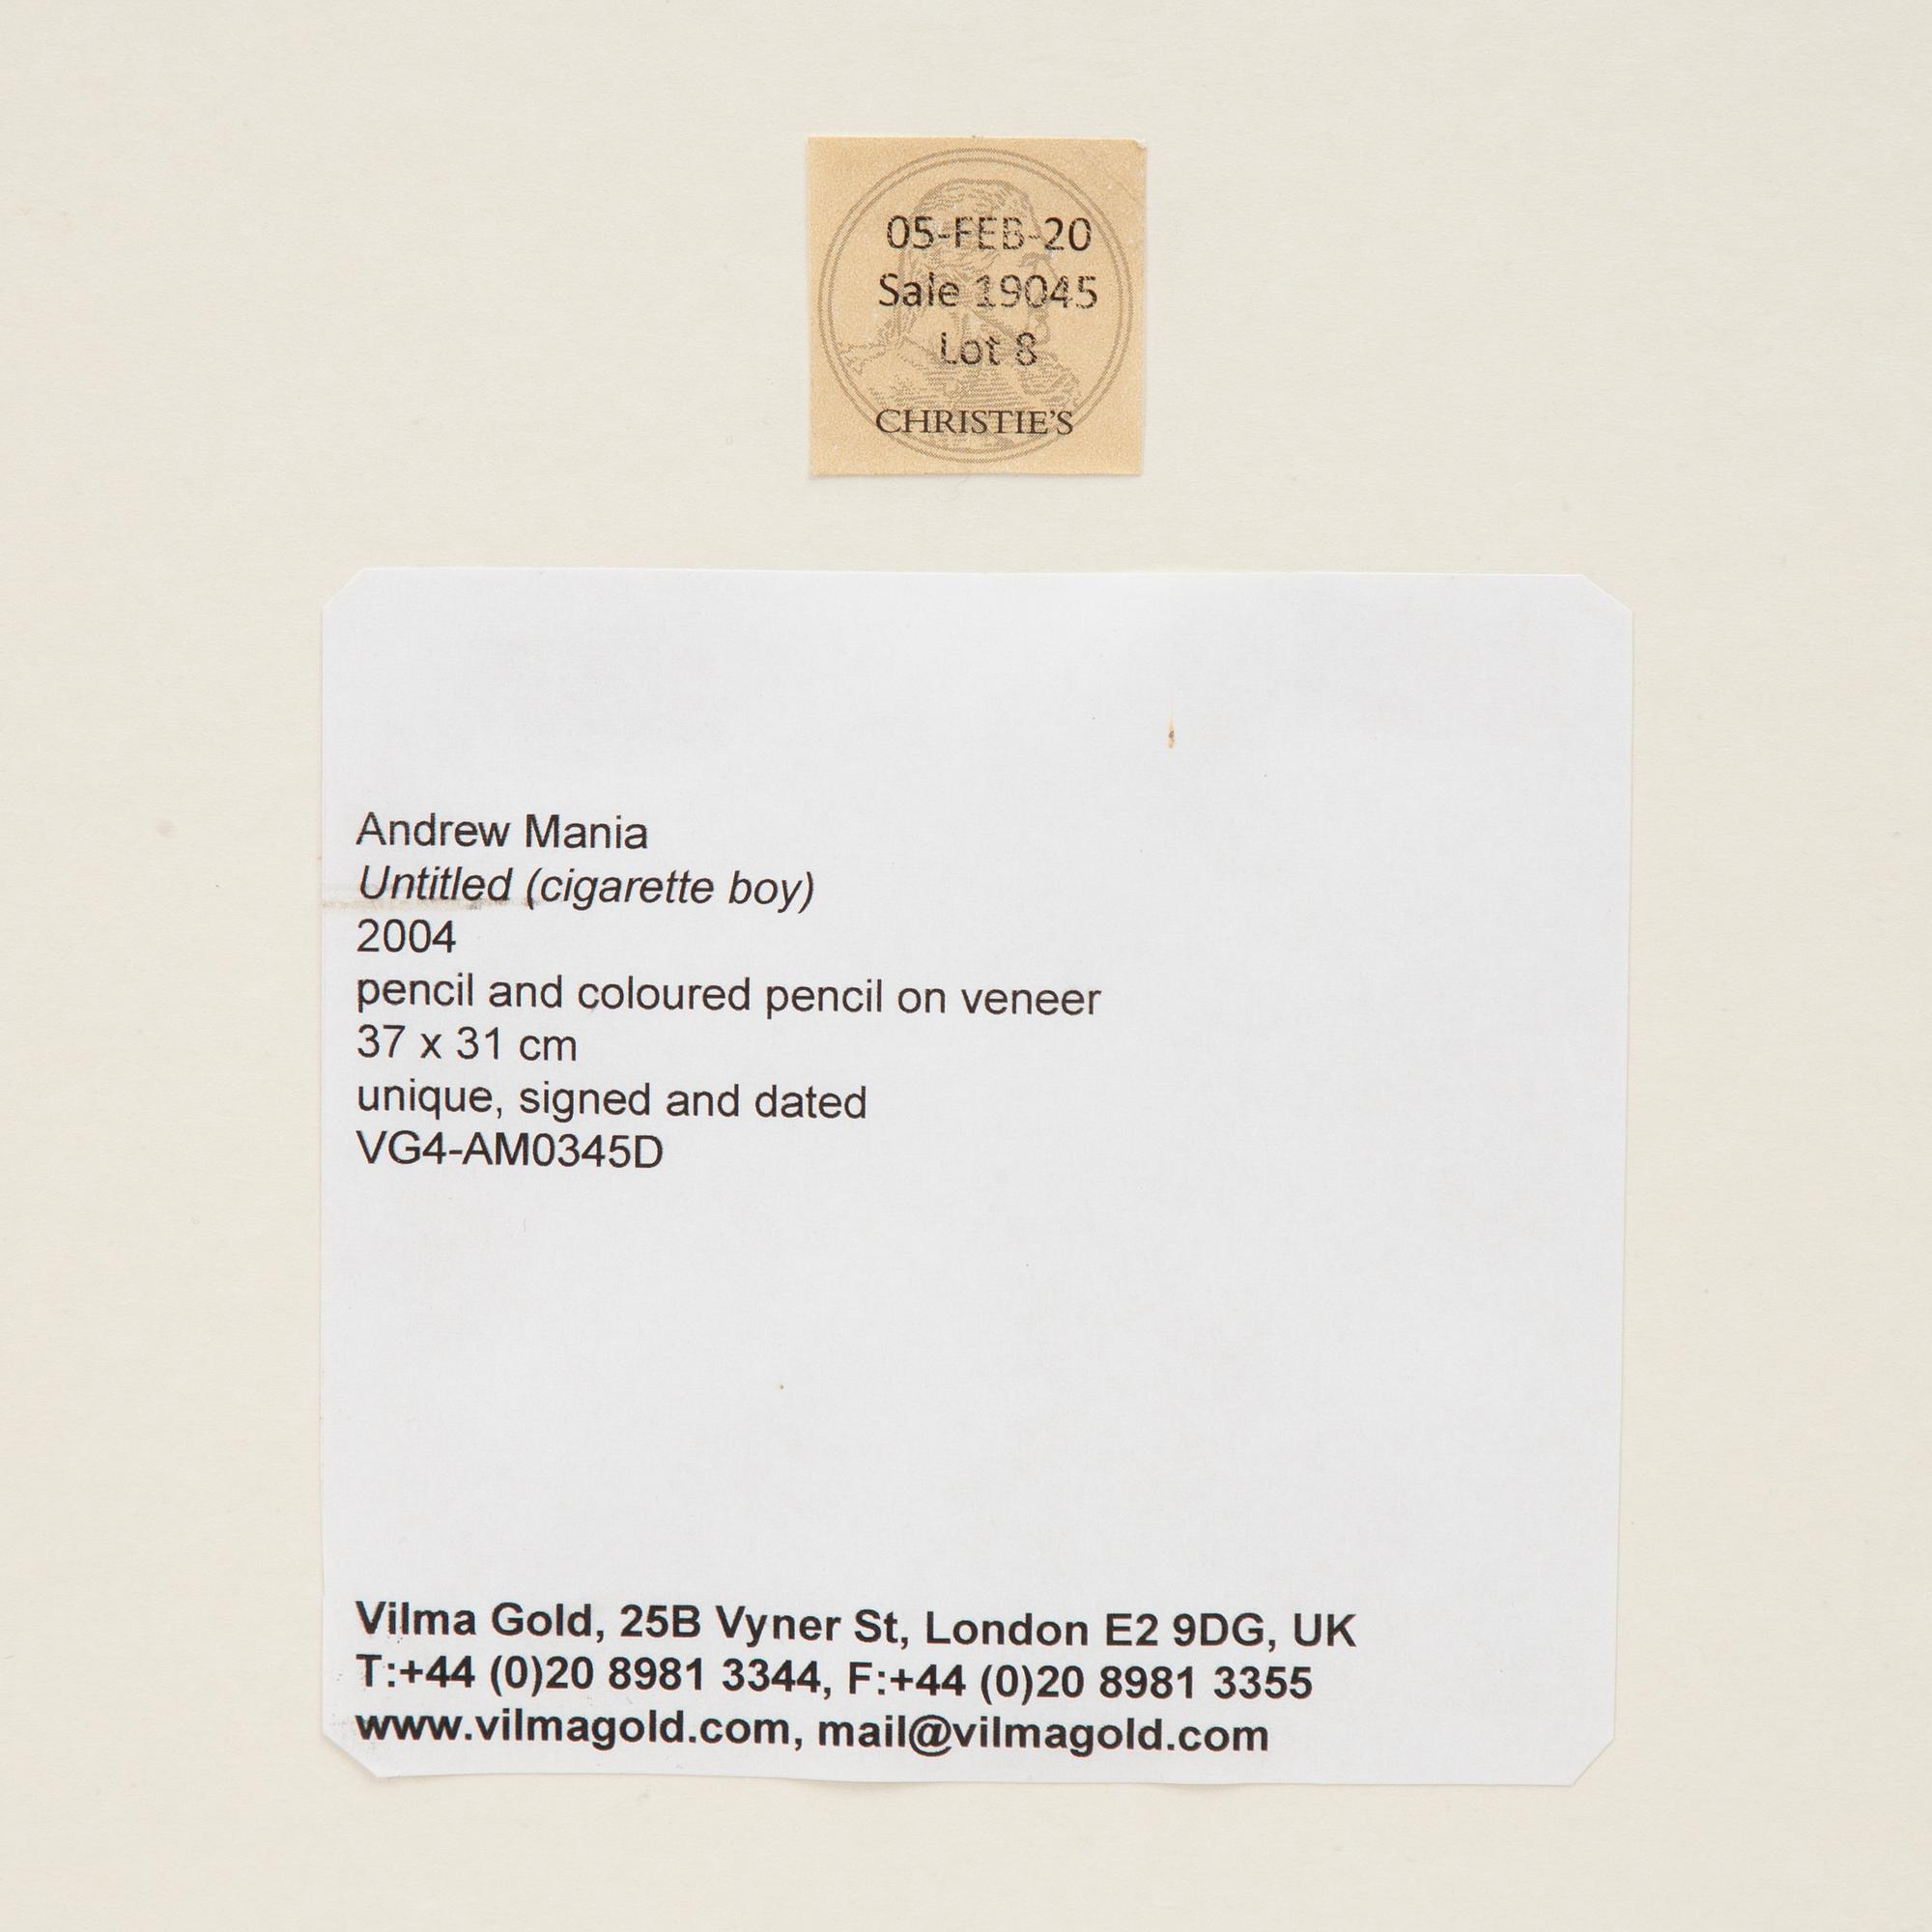 05-FEB-20
Sale 19045
Lot 8
CHRISTIE'S
Andrew Mania
Untitled (cigarette boy)
2004
pencil and coloured pencil on veneer
37 x 31 cm
unique, signed and dated
VG4-AM0345D
Vilma Gold, 25B Vyner St, London E2 9DG, UK
T:+44 (0)20 8981 3344, F:+44 (0)20 8981 3355
www.vilmagold.com, mail@vilmagold.com